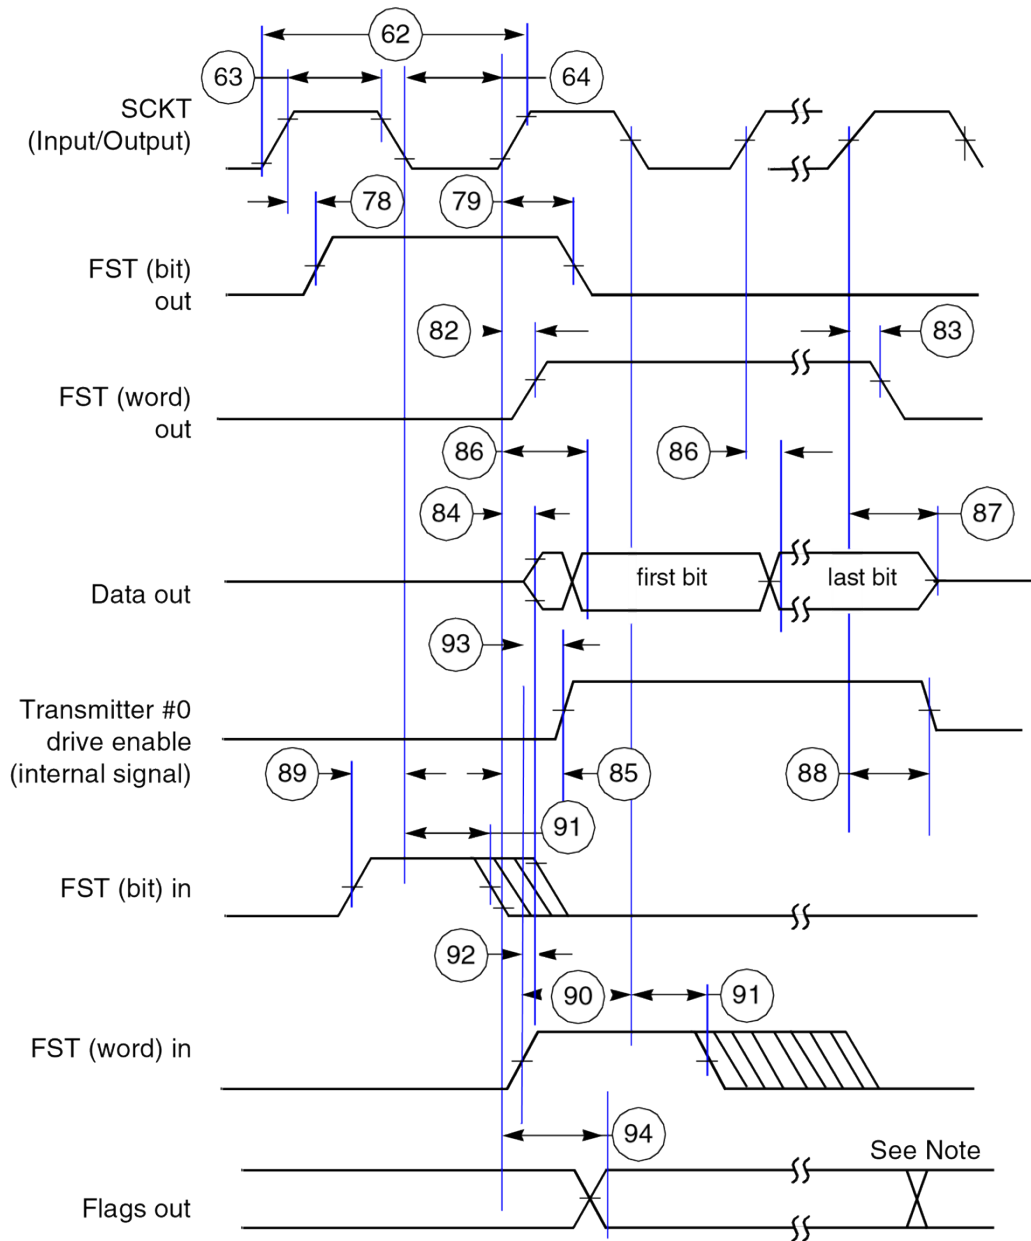 62
63
64
SCKT
(Input/Output)
78
79
FST (bit)
out
82
83
FST (word)
out
86
86
84
87
first bit
last bit
Data out
93
Transmitter #0
drive enable
(internal signal)
89
85
88
91
FST (bit) in
92
90
91
FST (word) in
94
See Note
Flags out